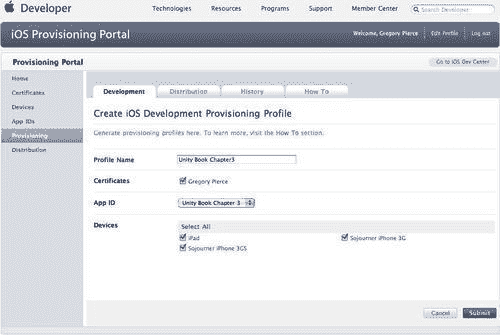 Developer
Technologies Resources Programs Support Member Center Search Developer
iOS Provisioning Portal
Welcome, Gregory Pierce Edit Profile Log out
Provisioning Portal
Go to iOS Dev Center
Home
Certificates
Devices
App IDs
Provisioning
Distribution
Development Distribution History How To
Create iOS Development Provisioning Profile
Generate provisioning profiles here. To learn more, visit the How To section.
Profile Name Unity Book Chapter3
Certificates Gregory Pierce
App ID Unity Book Chapter 3
Devices Select All
iPad Sojourner iPhone 3G
Sojourner iPhone 3GS
Cancel Submit